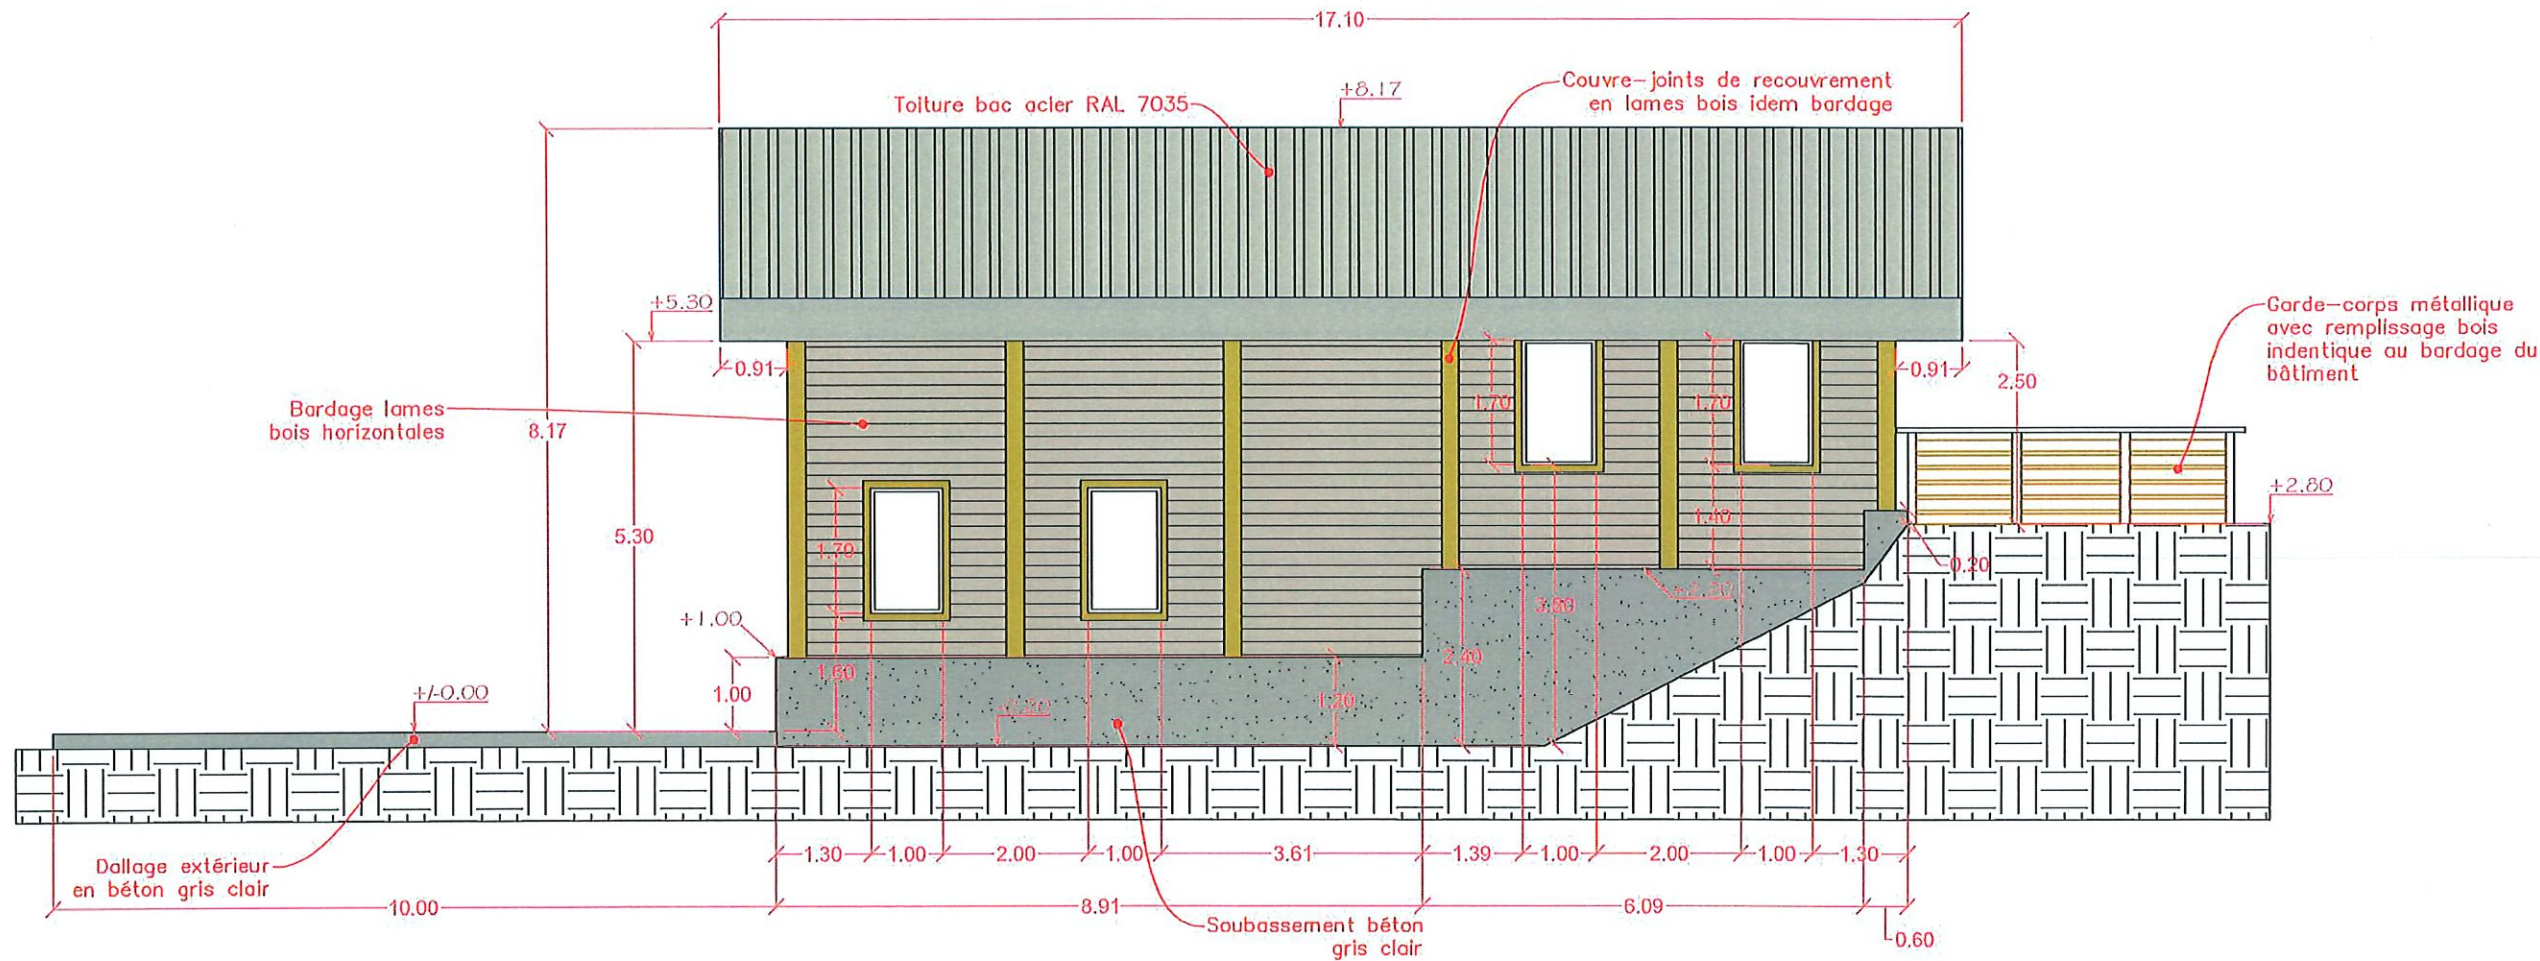 17.10
Toiture bac acier RAL 7035
+8.17
Couvre-joints de recouvrement
en lames bois idem bardage
+5.30
Garde-corps métallique
avec remplissage bois
indentique au bardage du
bâtiment
0.91
0.91
2.50
1.70
1.70
Bardage lames
bois horizontales
8.17
+2.80
5.30
1.70
1.40
0.20
3.80
+1.00
1.60
2.40
+/-0.00
1.00
1.20
1.30
1.00
2.00
1.00
3.61
1.39
1.00
2.00
1.00
1.30
Dallage extérieur
en béton gris clair
10.00
8.91
6.09
Soubassement béton
gris clair
0.60